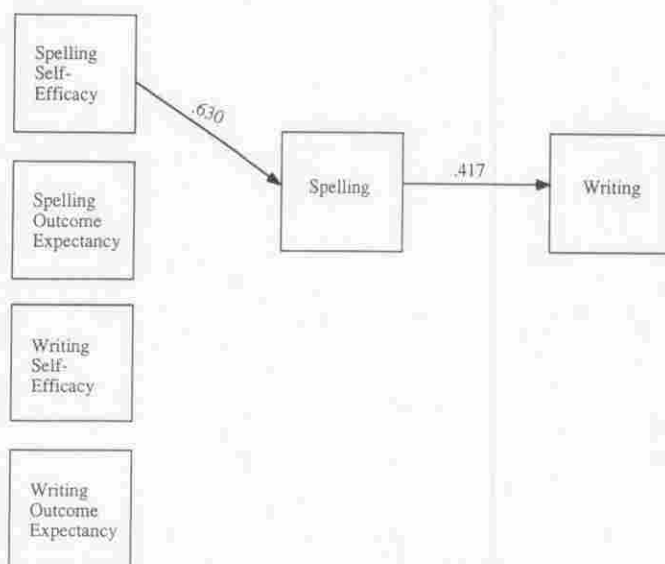 Spelling
Self-
Efficacy
.630
Spelling
.417
Writing
Spelling
Outcome
Expectancy
Writing
Self-
Efficacy
Writing
Outcome
Expectancy